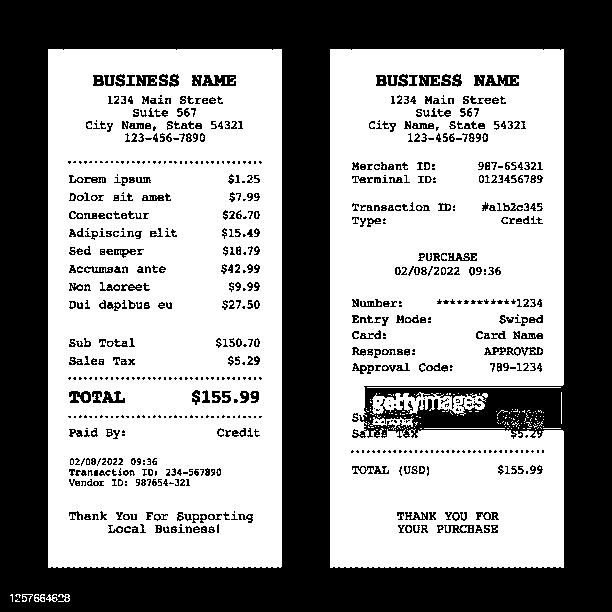 BUSINESS NAME
1234 Main Street
Suite 567
City Name, State 54321
123-456-7890
Lorem ipsum $1.25
Dolor sit amet $7.99
Consectetur $26.70
Adipiscing elit $15.49
Sed semper $18.79
Accumsan ante $42.99
Non laoreet $9.99
Dui dapibus eu $27.50
Sub Total $150.70
Sales Tax $5.29
TOTAL $155.99
Paid By: Credit
02/08/2022 09:36
Transaction ID: 234-567890
Vendor ID: 987654-321
Thank You For Supporting
Local Business!
BUSINESS NAME
1234 Main Street
Suite 567
City Name, State 54321
123-456-7890
Merchant ID: 987-654321
Terminal ID: 0123456789
Transaction ID: #a1b2c345
Type: Credit
PURCHASE
02/08/2022 09:36
Number: ************1234
Entry Mode: Swiped
Card: Card Name
Response: APPROVED
Approval Code: 789-1234
gettyimages
Sales Tax $5.29
TOTAL (USD) $155.99
THANK YOU FOR
YOUR PURCHASE
1257664628